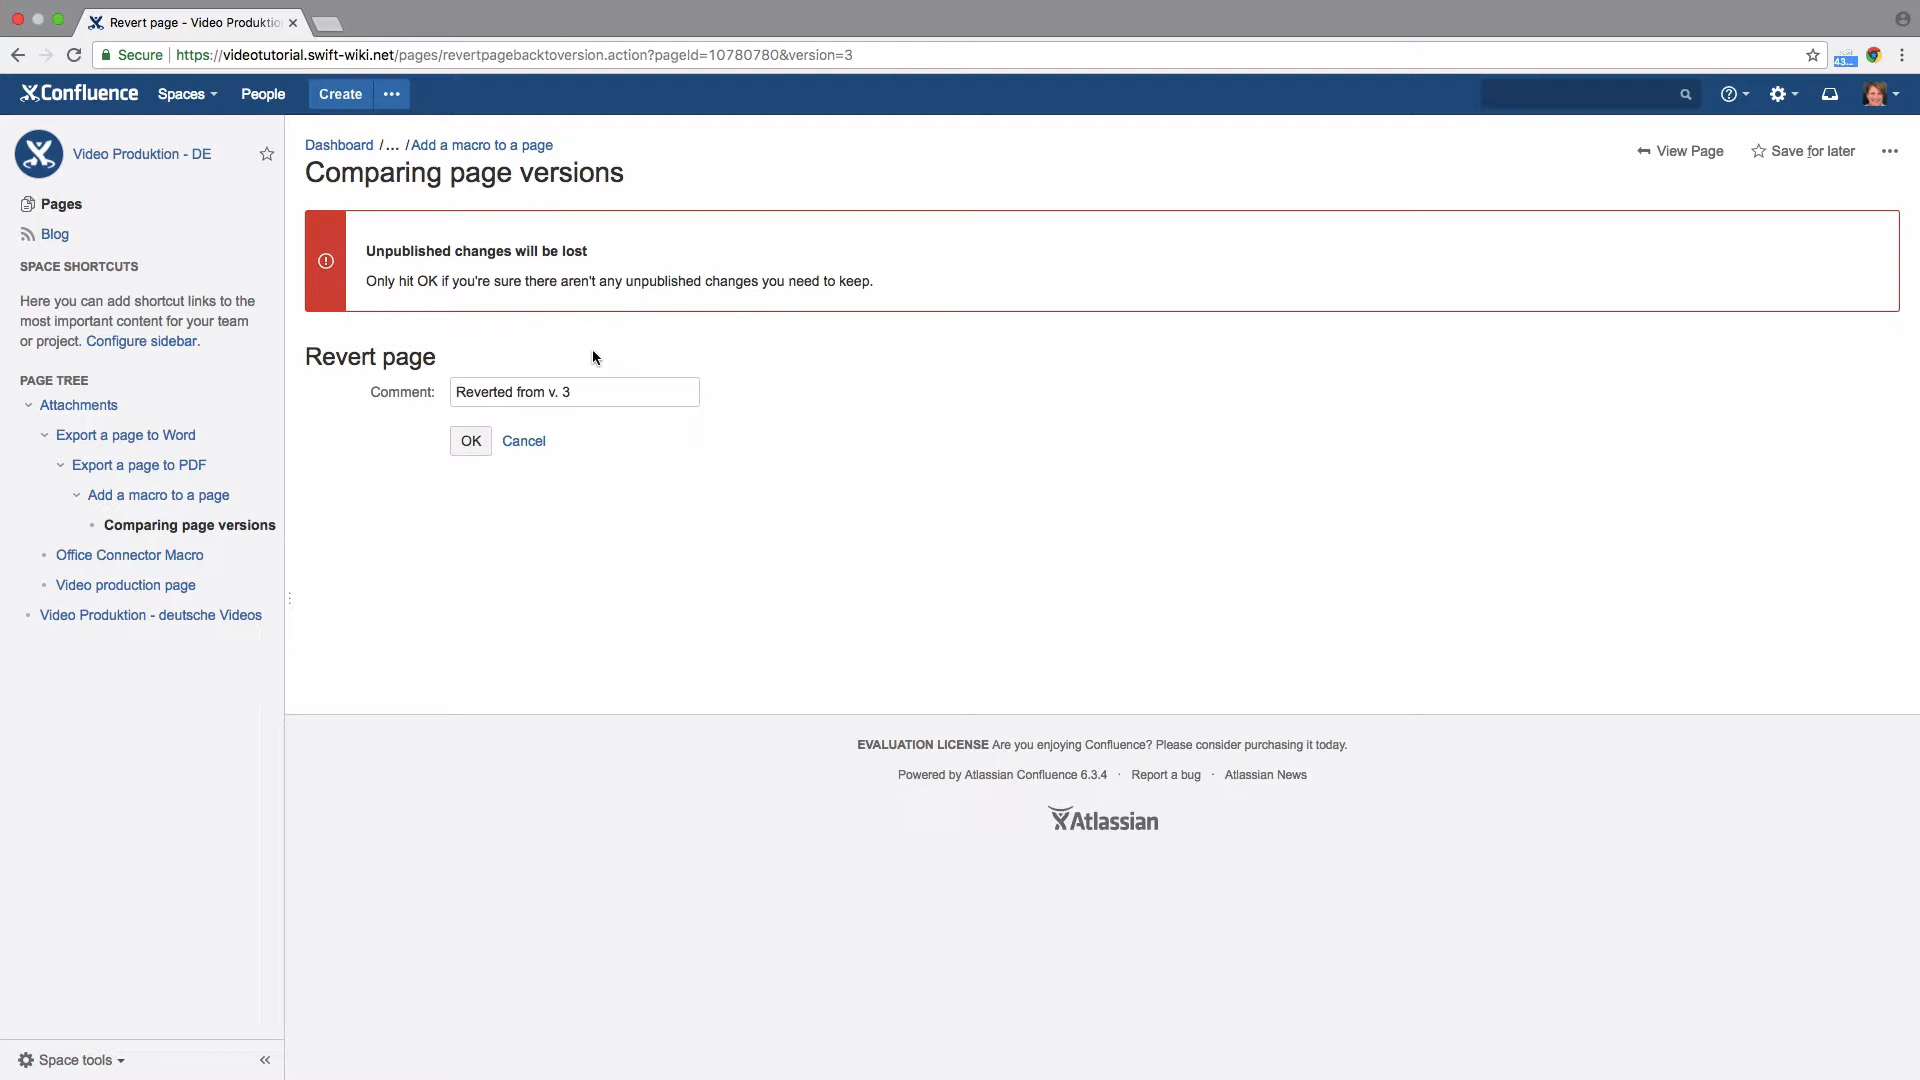 Revert page - Video Produktio
Secure https://videotutorial.swift-wiki.net/pages/revertpagebacktoversion.action?pageId=10780780&version=3
43...
Confluence Spaces People Create
Video Produktion - DE
Pages
Blog
SPACE SHORTCUTS
Here you can add shortcut links to the
most important content for your team
or project. Configure sidebar.
PAGE TREE
Attachments
Export a page to Word
Export a page to PDF
Add a macro to a page
Comparing page versions
Office Connector Macro
Video production page
Video Produktion - deutsche Videos
Space tools
Dashboard /... /Add a macro to a page
View Page Save for later
Comparing page versions
Unpublished changes will be lost
Only hit OK if you're sure there aren't any unpublished changes you need to keep.
Revert page
Comment: Reverted from v. 3
OK Cancel
EVALUATION LICENSE Are you enjoying Confluence? Please consider purchasing it today.
Powered by Atlassian Confluence 6.3.4 · Report a bug · Atlassian News
Atlassian